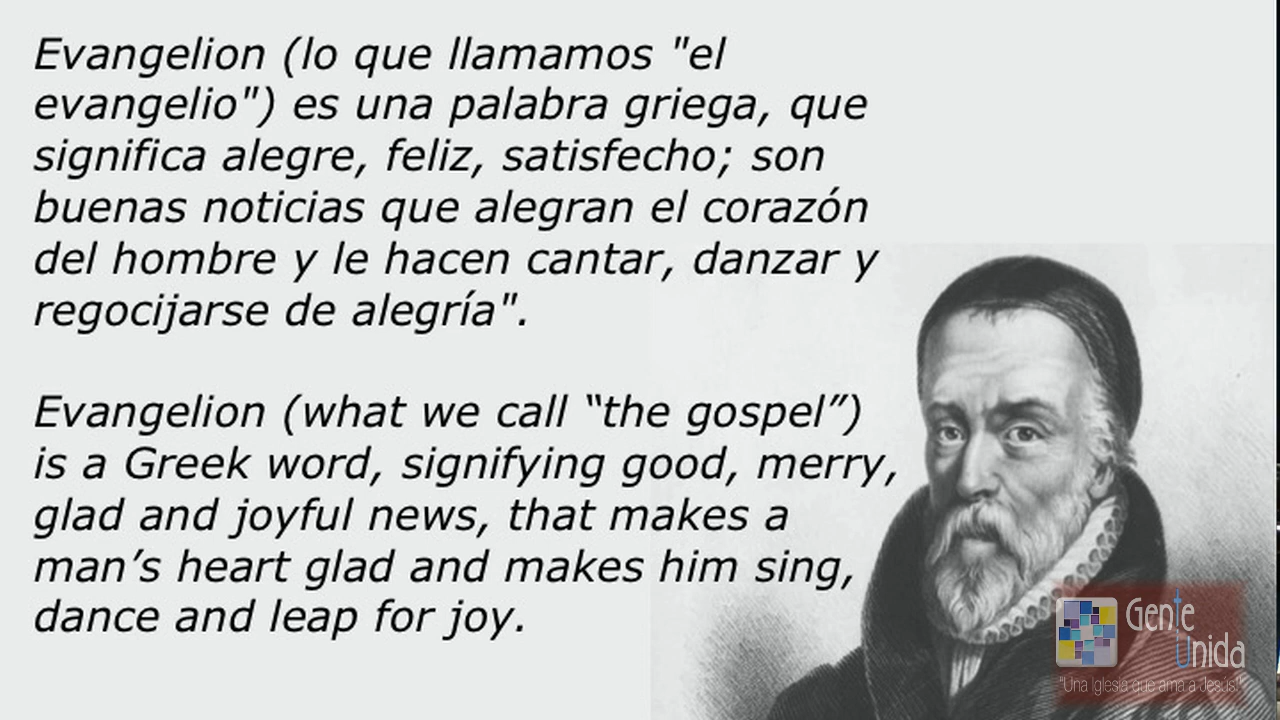 Evangelion (lo que llamamos "el
evangelio") es una palabra griega, que
significa alegre, feliz, satisfecho; son
buenas noticias que alegran el corazón
del hombre y le hacen cantar, danzar y
regocijarse de alegría".
Evangelion (what we call “the gospel”)
is a Greek word, signifying good, merry,
glad and joyful news, that makes a
man’s heart glad and makes him sing,
dance and leap for joy.
Gente
Unida
"Una Iglesia que ama a Jesús!"